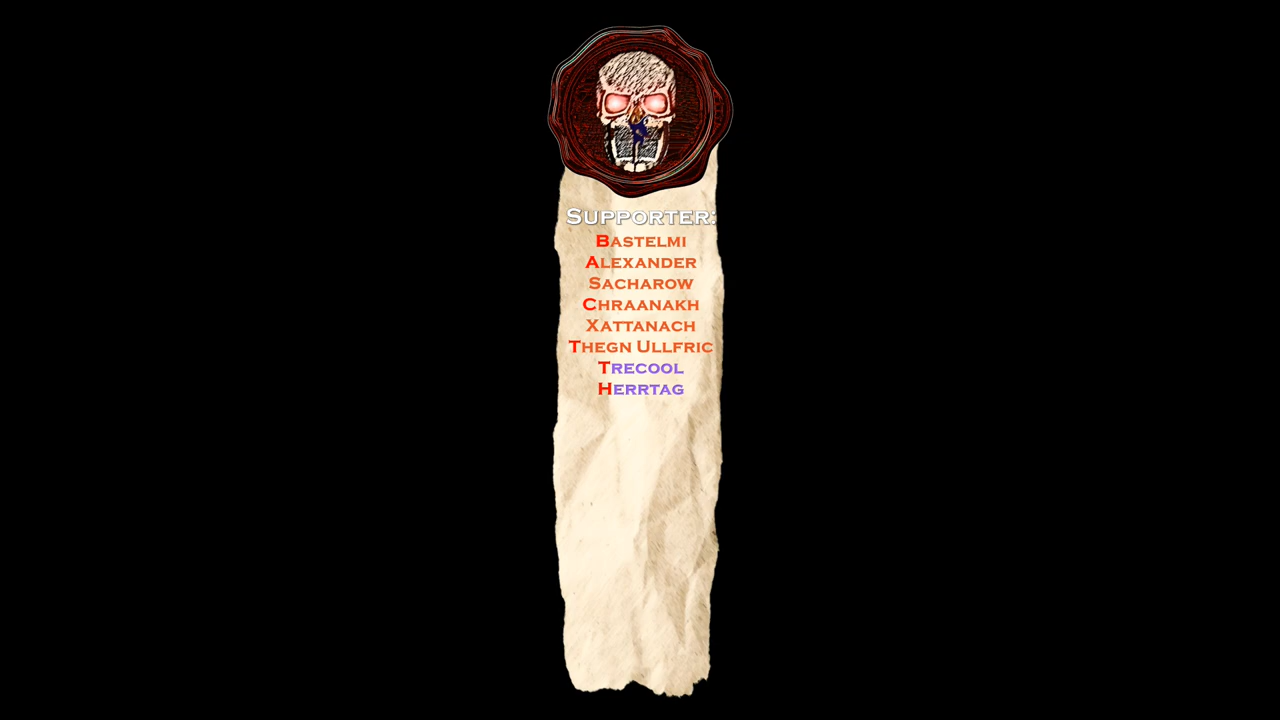 Supporter:
Bastelmi
Alexander
Sacharow
Chraanakh
Xattanach
Thegn Ullfric
Trecool
Herrtag